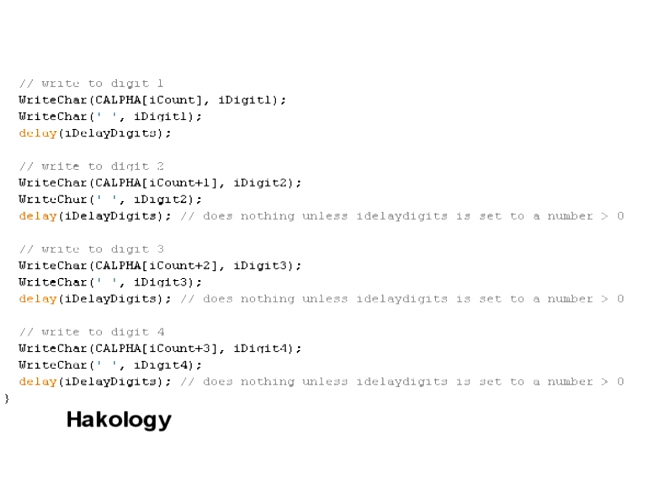 // write to digit 1
WriteChar(CALPHA[iCount], iDigit1);
WriteChar(' ', iDigit1);
delay(iDelayDigits);
// write to digit 2
WriteChar(CALPHA[iCount+1], iDigit2);
WriteChar(' ', iDigit2);
delay(iDelayDigits); // does nothing unless idelaydigits is set to a number > 0
// write to digit 3
WriteChar(CALPHA[iCount+2], iDigit3);
WriteChar(' ', iDigit3);
delay(iDelayDigits); // does nothing unless idelaydigits is set to a number > 0
// write to digit 4
WriteChar(CALPHA[iCount+3], iDigit4);
WriteChar(' ', iDigit4);
delay(iDelayDigits); // does nothing unless idelaydigits is set to a number > 0
}
Hakology